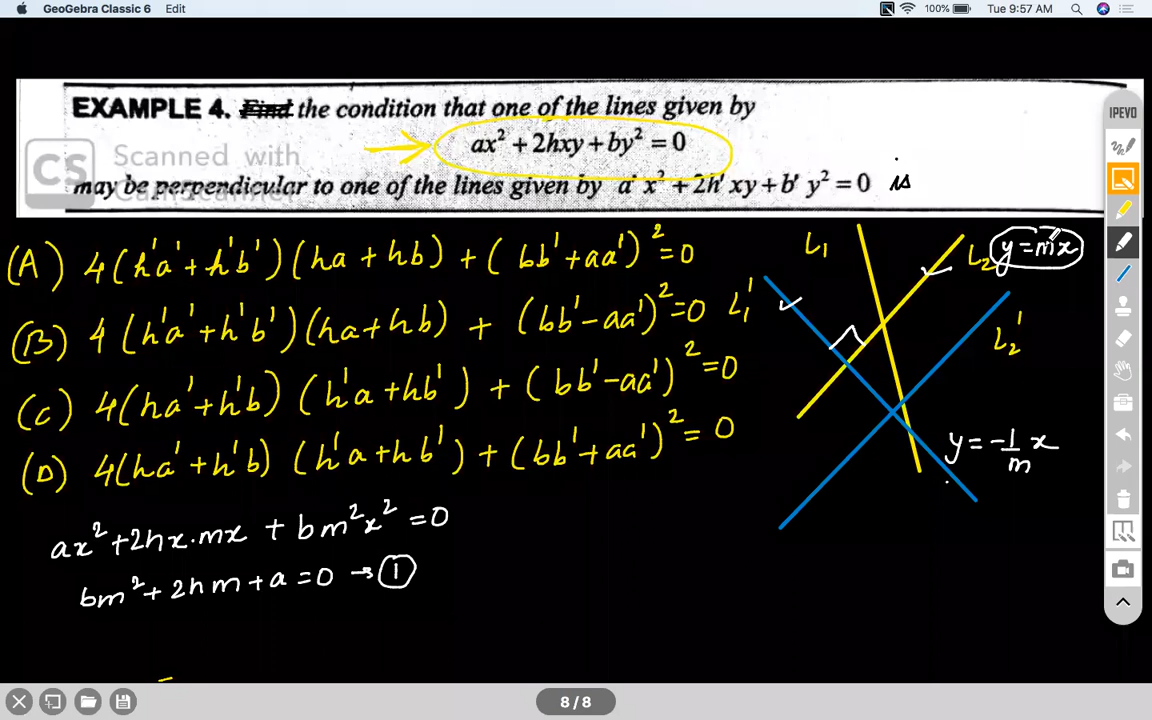 GeoGebra Classic 6 Edit 100% Tue 9:57 AM
EXAMPLE 4. Find the condition that one of the lines given by
ax² + 2hxy + by² = 0
CS Scanned with
may be perpendicular to one of the lines given by a' x² + 2h' xy + b' y² = 0 is
IPEVO
(A) 4(h'a' + h'b')(ha + hb) + (bb' + aa')² = 0
(B) 4(h'a' + h'b')(ha + hb) + (bb' - aa')² = 0
(C) 4(ha' + h'b)(h'a + hb') + (bb' - aa')² = 0
(D) 4(ha' + h'b)(h'a + hb') + (bb' + aa')² = 0
L₁
L₂ y = mx
L₁'
L₂'
y = -1/m x
ax² + 2hx·mx + bm²x² = 0
bm² + 2hm + a = 0 → ①
8 / 8